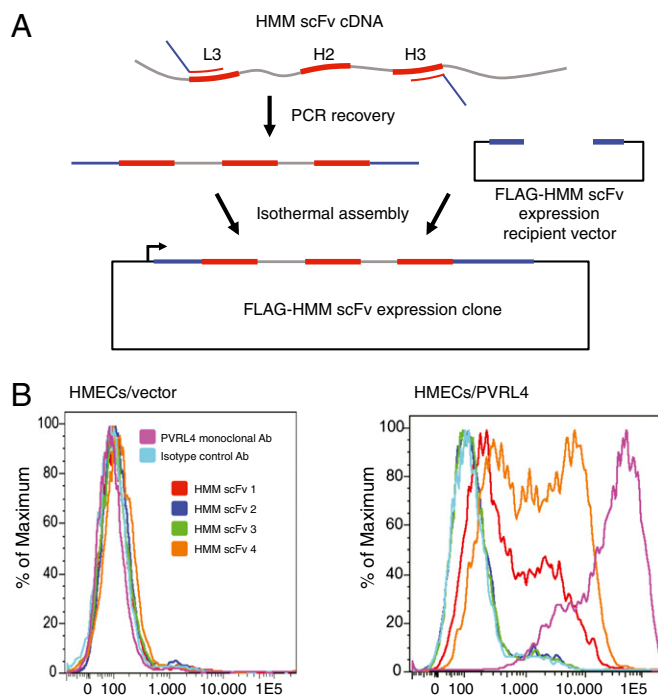 A
HMM scFv cDNA
L3
H2
H3
PCR recovery
Isothermal assembly
FLAG-HMM scFv
expression
recipient vector
FLAG-HMM scFv expression clone
B
HMECs/vector
HMECs/PVRL4
% of Maximum
100
80
60
40
20
0
0
100
1,000
10,000
1E5
PVRL4 monoclonal Ab
Isotype control Ab
HMM scFv 1
HMM scFv 2
HMM scFv 3
HMM scFv 4
% of Maximum
100
80
60
40
20
0
0
100
1,000
10,000
1E5